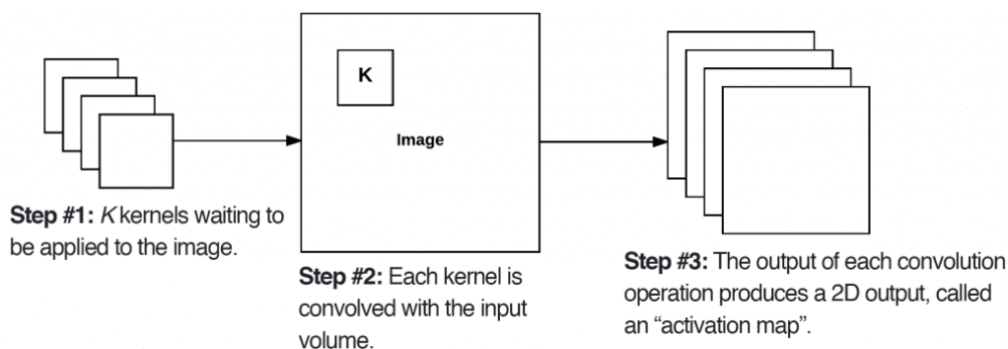 K
Image
Step #1: K kernels waiting to
be applied to the image.
Step #2: Each kernel is
convolved with the input
volume.
Step #3: The output of each convolution
operation produces a 2D output, called
an “activation map”.